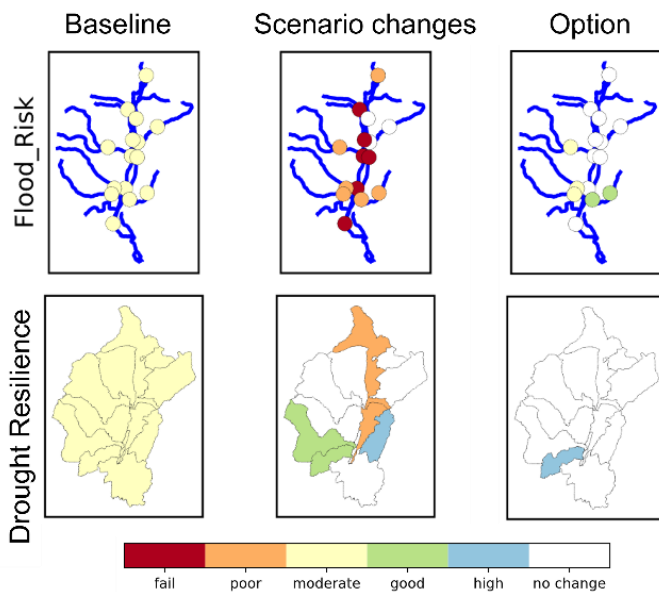 Baseline
Scenario changes
Option
Flood_Risk
Drought Resilience
fail
poor
moderate
good
high
no change